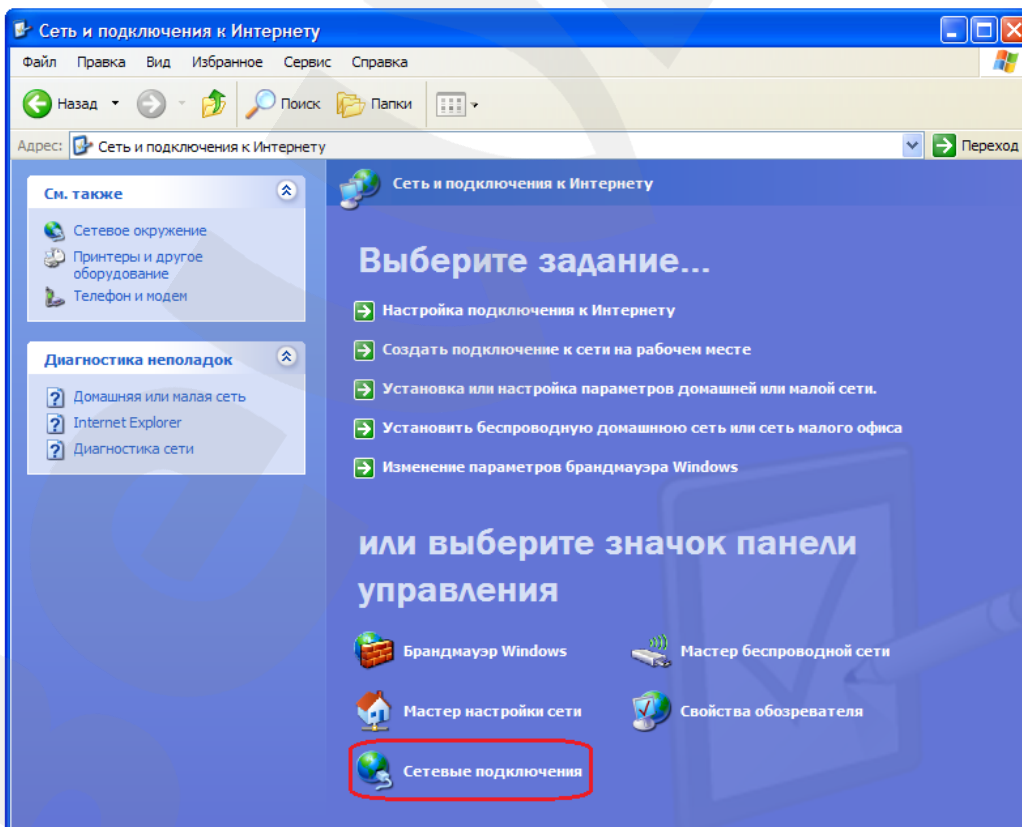 Сеть и подключения к Интернету
Файл Правка Вид Избранное Сервис Справка
Назад Поиск Папки
Адрес: Сеть и подключения к Интернету Переход
См. также
Сетевое окружение
Принтеры и другое
оборудование
Телефон и модем
Диагностика неполадок
Домашняя или малая сеть
Internet Explorer
Диагностика сети
Сеть и подключения к Интернету
Выберите задание...
Настройка подключения к Интернету
Создать подключение к сети на рабочем месте
Установка или настройка параметров домашней или малой сети.
Установить беспроводную домашнюю сеть или сеть малого офиса
Изменение параметров брандмауэра Windows
или выберите значок панели
управления
Брандмауэр Windows
Мастер беспроводной сети
Мастер настройки сети
Свойства обозревателя
Сетевые подключения